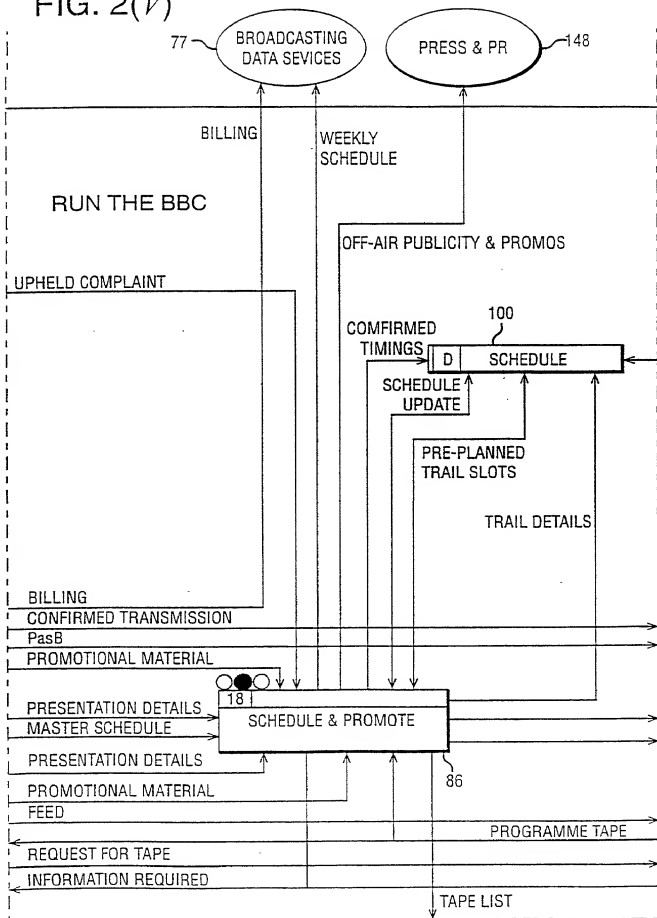 FIG. 2(V)
77
BROADCASTING
DATA SEVICES
PRESS & PR
148
BILLING
WEEKLY
SCHEDULE
RUN THE BBC
OFF-AIR PUBLICITY & PROMOS
UPHELD COMPLAINT
100
COMFIRMED
TIMINGS
D
SCHEDULE
SCHEDULE
UPDATE
PRE-PLANNED
TRAIL SLOTS
TRAIL DETAILS
BILLING
CONFIRMED TRANSMISSION
PasB
PROMOTIONAL MATERIAL
18
PRESENTATION DETAILS
SCHEDULE & PROMOTE
MASTER SCHEDULE
PRESENTATION DETAILS
86
PROMOTIONAL MATERIAL
FEED
PROGRAMME TAPE
REQUEST FOR TAPE
INFORMATION REQUIRED
TAPE LIST